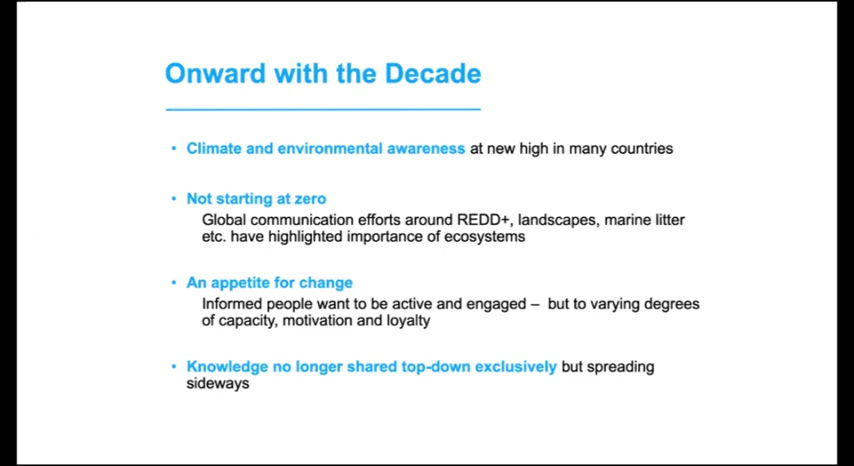 Onward with the Decade
• Climate and environmental awareness at new high in many countries
• Not starting at zero
Global communication efforts around REDD+, landscapes, marine litter
etc. have highlighted importance of ecosystems
• An appetite for change
Informed people want to be active and engaged – but to varying degrees
of capacity, motivation and loyalty
• Knowledge no longer shared top-down exclusively but spreading
sideways